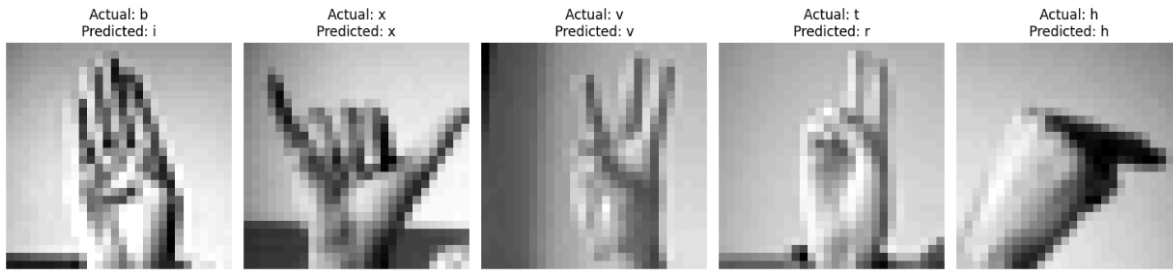 Actual: b
Predicted: i
Actual: x
Predicted: x
Actual: v
Predicted: v
Actual: t
Predicted: r
Actual: h
Predicted: h